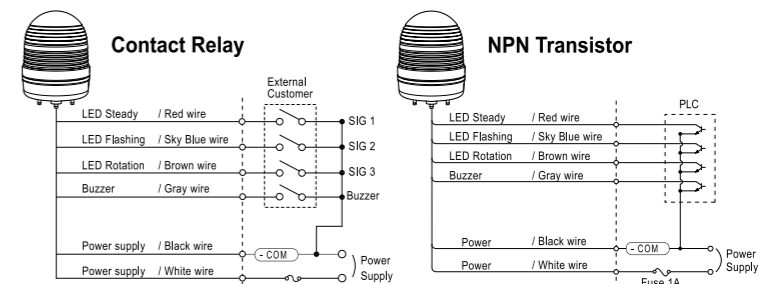 Contact Relay
External
Customer
LED Steady / Red wire
SIG 1
LED Flashing / Sky Blue wire
SIG 2
LED Rotation / Brown wire
SIG 3
Buzzer / Gray wire
Buzzer
Power supply / Black wire
- COM
Power supply / White wire
Power
Supply
NPN Transistor
PLC
LED Steady / Red wire
LED Flashing / Sky Blue wire
LED Rotation / Brown wire
Buzzer / Gray wire
Power / Black wire
- COM
Power / White wire
Fuse 1A
Power
Supply